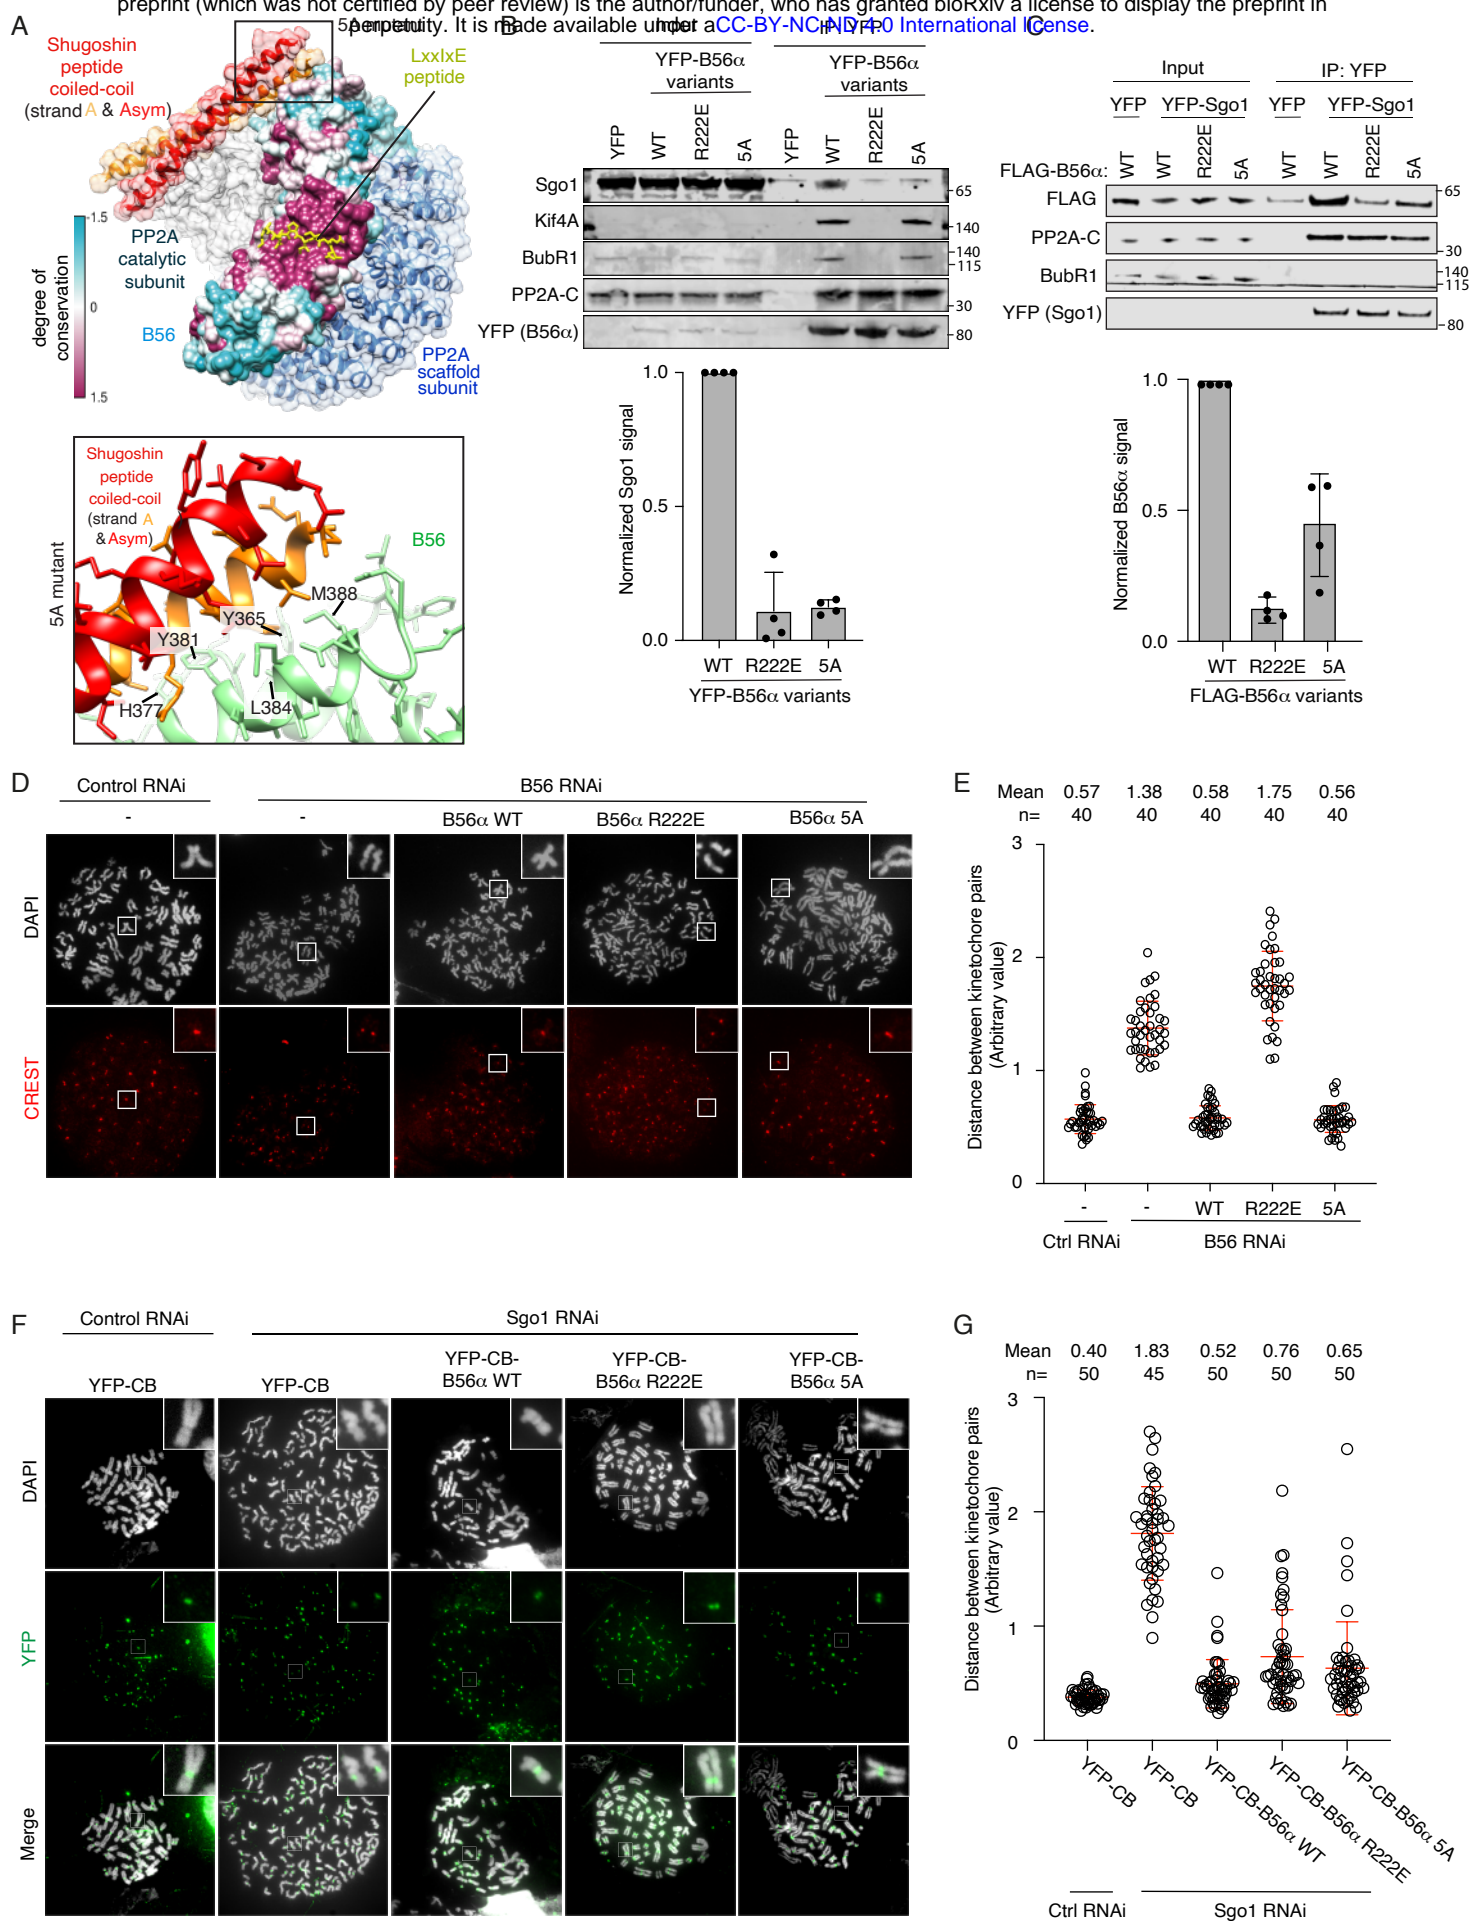 preprint (which was not certified by peer review) is the author/funder, who has granted bioRxiv a license to display the preprint in
perpetuity. It is made available under aCC-BY-NC-ND 4.0 International license.
A
5A mutant
Shugoshin
peptide
coiled-coil
(strand A & Asym)
LxxIxE
peptide
1.5
0
1.5
degree of
conservation
PP2A
catalytic
subunit
B56
PP2A
scaffold
subunit
5A mutant
Shugoshin
peptide
coiled-coil
(strand A
& Asym)
B56
M388
Y365
Y381
H377
L384
B
Input
IP: YFP
YFP-B56α
variants
YFP-B56α
variants
YFP WT R222E 5A YFP WT R222E 5A
Sgo1
65
Kif4A
140
BubR1
140
115
PP2A-C
30
YFP (B56α)
80
Normalized Sgo1 signal
1.0
0.5
0.0
WT R222E 5A
YFP-B56α variants
C
Input IP: YFP
YFP YFP-Sgo1 YFP YFP-Sgo1
FLAG-B56α: WT WT R222E 5A WT WT R222E 5A
FLAG
65
PP2A-C
30
BubR1
140
115
YFP (Sgo1)
80
Normalized B56α signal
1.0
0.5
0.0
WT R222E 5A
FLAG-B56α variants
D
Control RNAi B56 RNAi
- - B56α WT B56α R222E B56α 5A
DAPI
CREST
E
Mean 0.57 1.38 0.58 1.75 0.56
n= 40 40 40 40 40
Distance between kinetochore pairs
(Arbitrary value)
3
2
1
0
- - WT R222E 5A
Ctrl RNAi B56 RNAi
F
Control RNAi Sgo1 RNAi
YFP-CB YFP-CB
YFP-CB-
B56α WT
YFP-CB-
B56α R222E
YFP-CB-
B56α 5A
DAPI
YFP
Merge
G
Mean 0.40 1.83 0.52 0.76 0.65
n= 50 45 50 50 50
Distance between kinetochore pairs
(Arbitrary value)
3
2
1
0
YFP-CB
YFP-CB
YFP-CB-B56α WT
YFP-CB-B56α R222E
YFP-CB-B56α 5A
Ctrl RNAi Sgo1 RNAi